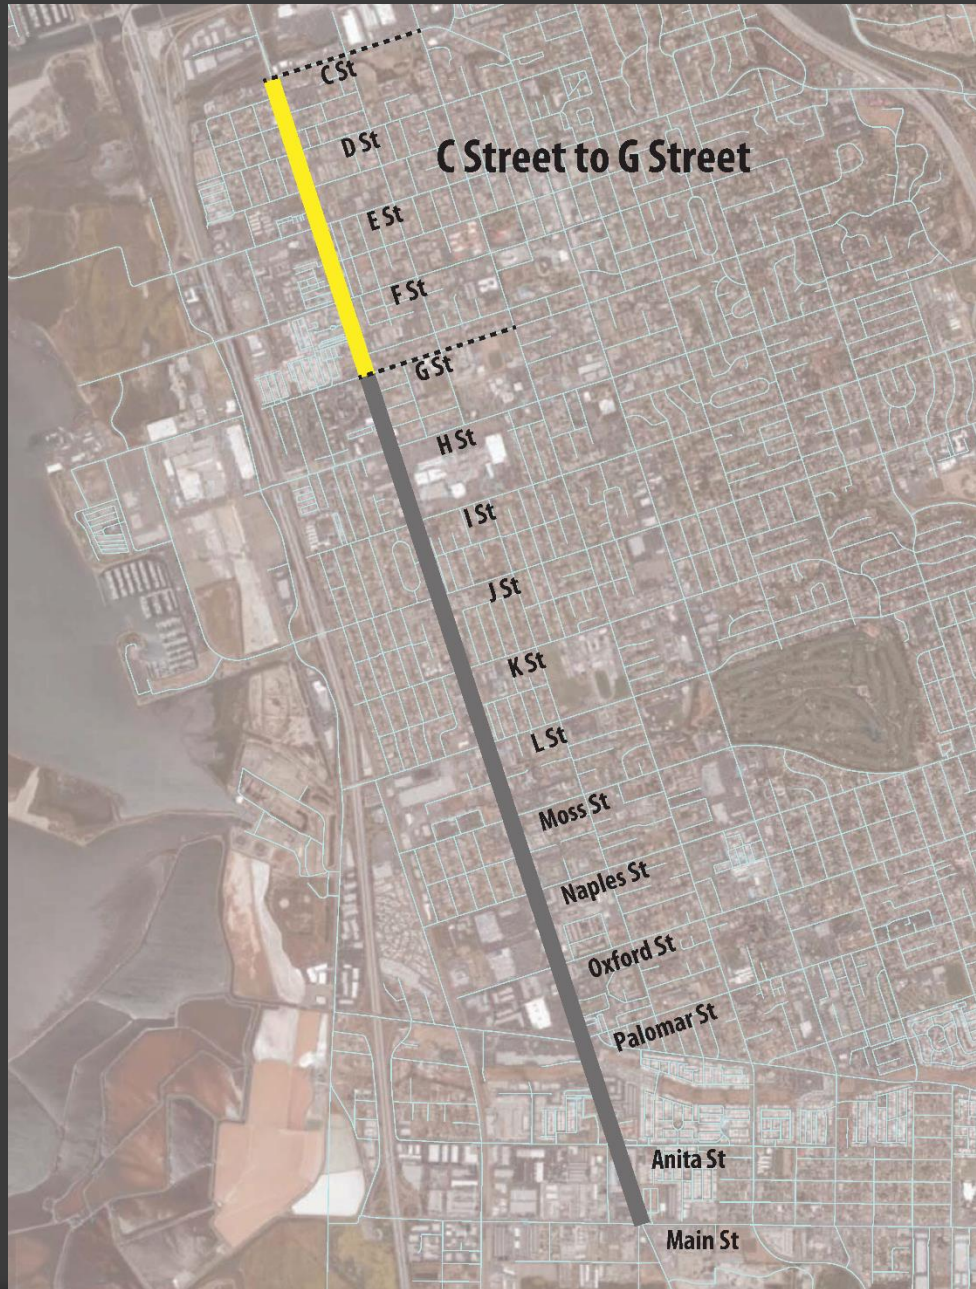 C St
D St
C Street to G Street
E St
F St
G St
H St
I St
J St
K St
L St
Moss St
Naples St
Oxford St
Palomar St
Anita St
Main St